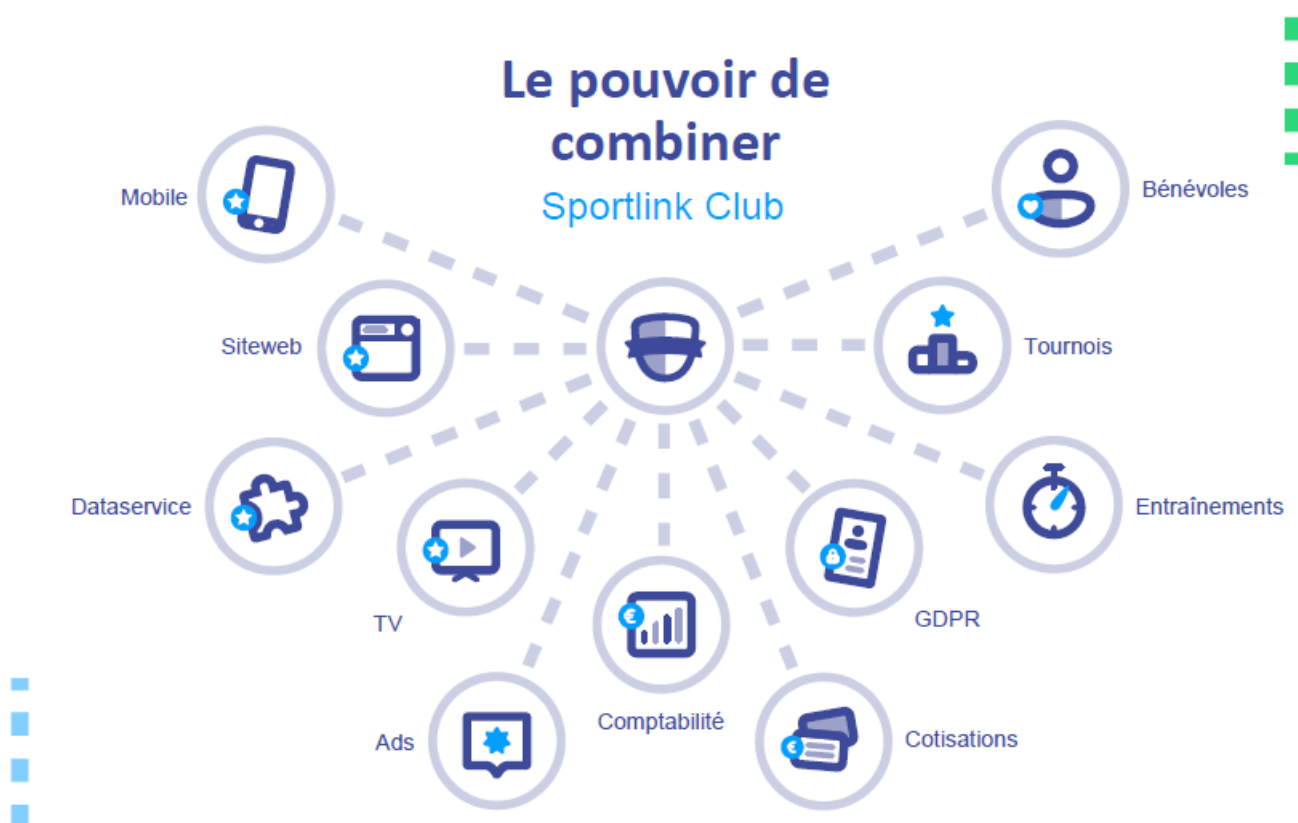 Le pouvoir de
combiner
Sportlink Club
Mobile
Bénévoles
Siteweb
Tournois
Dataservice
Entraînements
TV
GDPR
Ads
Comptabilité
Cotisations
€
€